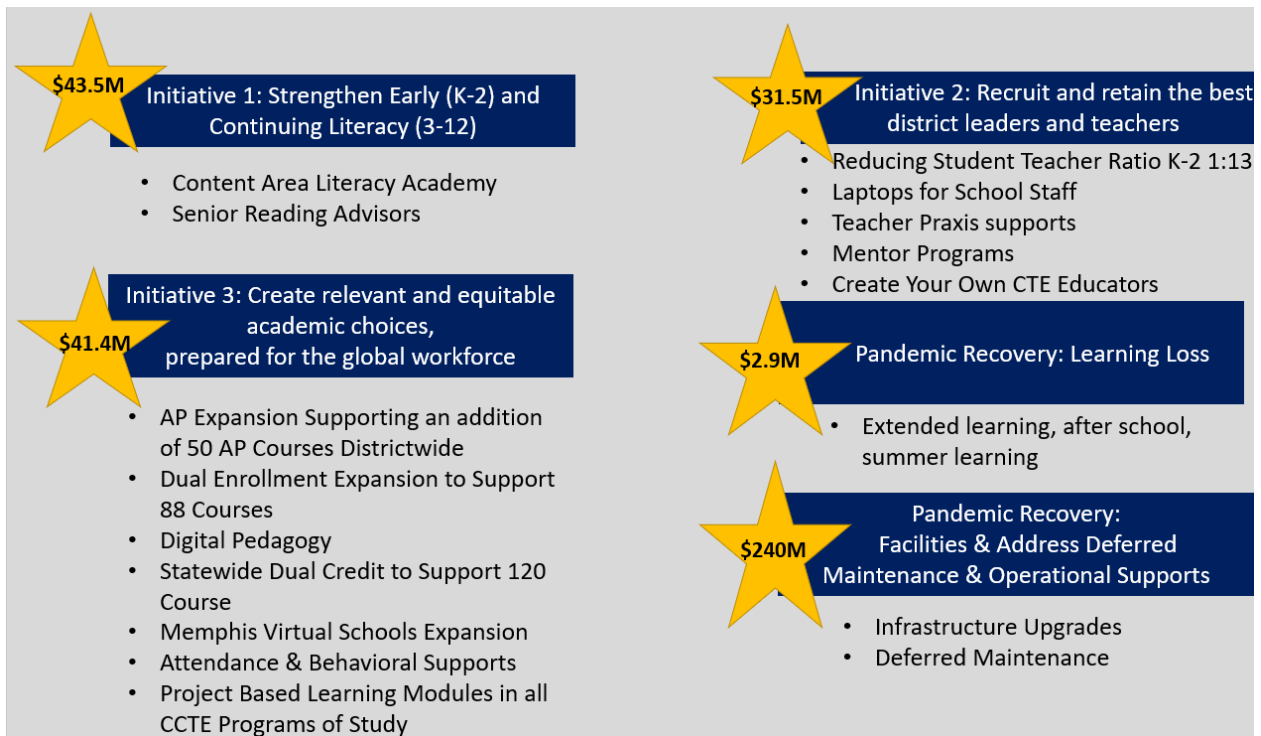 $43.5M
Initiative 1: Strengthen Early (K-2) and
Continuing Literacy (3-12)
• Content Area Literacy Academy
• Senior Reading Advisors
$31.5M
Initiative 2: Recruit and retain the best
district leaders and teachers
• Reducing Student Teacher Ratio K-2 1:13
• Laptops for School Staff
• Teacher Praxis supports
• Mentor Programs
• Create Your Own CTE Educators
$41.4M
Initiative 3: Create relevant and equitable
academic choices,
prepared for the global workforce
• AP Expansion Supporting an addition
of 50 AP Courses Districtwide
• Dual Enrollment Expansion to Support
88 Courses
• Digital Pedagogy
• Statewide Dual Credit to Support 120
Course
• Memphis Virtual Schools Expansion
• Attendance & Behavioral Supports
• Project Based Learning Modules in all
CCTE Programs of Study
$2.9M
Pandemic Recovery: Learning Loss
• Extended learning, after school,
summer learning
$240M
Pandemic Recovery:
Facilities & Address Deferred
Maintenance & Operational Supports
• Infrastructure Upgrades
• Deferred Maintenance